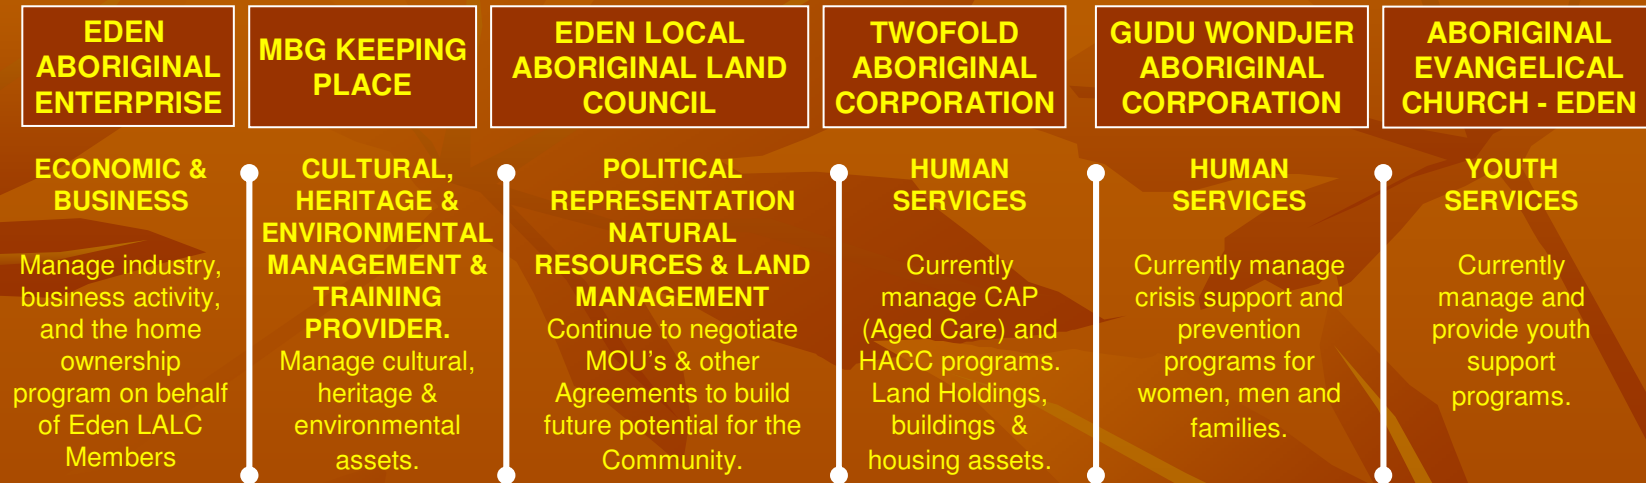 EDEN
ABORIGINAL
ENTERPRISE
MBG KEEPING
PLACE
EDEN LOCAL
ABORIGINAL LAND
COUNCIL
TWOFOLD
ABORIGINAL
CORPORATION
GUDU WONDJER
ABORIGINAL
CORPORATION
ABORIGINAL
EVANGELICAL
CHURCH - EDEN
ECONOMIC &
BUSINESS
Manage industry,
business activity,
and the home
ownership
program on behalf
of Eden LALC
Members
CULTURAL,
HERITAGE &
ENVIRONMENTAL
MANAGEMENT &
TRAINING
PROVIDER.
Manage cultural,
heritage &
environmental
assets.
POLITICAL
REPRESENTATION
NATURAL
RESOURCES & LAND
MANAGEMENT
Continue to negotiate
MOU's & other
Agreements to build
future potential for the
Community.
HUMAN
SERVICES
Currently
manage CAP
(Aged Care) and
HACC programs.
Land Holdings,
buildings &
housing assets.
HUMAN
SERVICES
Currently manage
crisis support and
prevention
programs for
women, men and
families.
YOUTH
SERVICES
Currently
manage and
provide youth
support
programs.